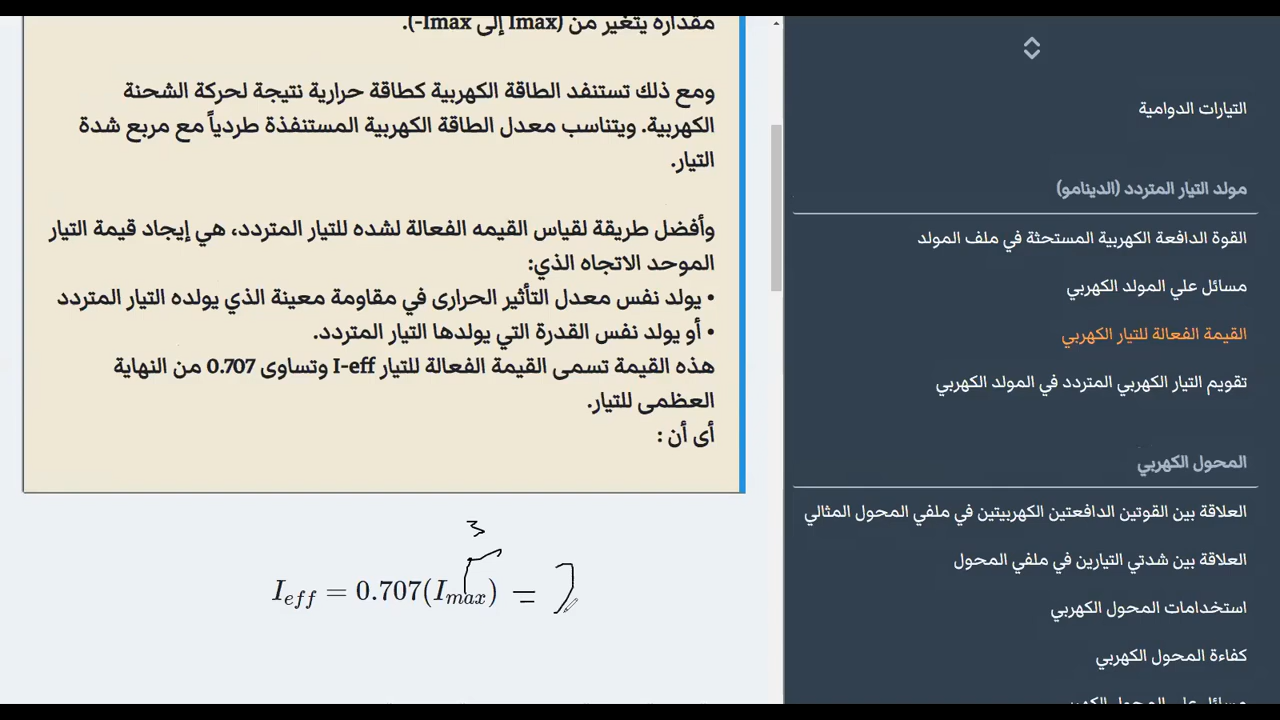 مقداره يتغير من (Imax إلى Imax-).
ومع ذلك تستنفد الطاقة الكهربية كطاقة حرارية نتيجة لحركة الشحنة
الكهربية. ويتناسب معدل الطاقة الكهربية المستنفذة طردياً مع مربع شدة
التيار.
وأفضل طريقة لقياس القيمه الفعالة لشده للتيار المتردد، هي إيجاد قيمة التيار
الموحد الاتجاه الذي:
• يولد نفس معدل التأثير الحرارى في مقاومة معينة الذي يولده التيار المتردد
• أو يولد نفس القدرة التي يولدها التيار المتردد.
هذه القيمة تسمى القيمة الفعالة للتيار I-eff وتساوى 0.707 من النهاية
العظمى للتيار.
أى أن :
3
I_eff = 0.707(I_max) =
التيارات الدوامية
مولد التيار المتردد (الدينامو)
القوة الدافعة الكهربية المستحثة في ملف المولد
مسائل علي المولد الكهربي
القيمة الفعالة للتيار الكهربي
تقويم التيار الكهربي المتردد في المولد الكهربي
المحول الكهربي
العلاقة بين القوتين الدافعتين الكهربيتين في ملفي المحول المثالي
العلاقة بين شدتي التيارين في ملفي المحول
استخدامات المحول الكهربي
كفاءة المحول الكهربي